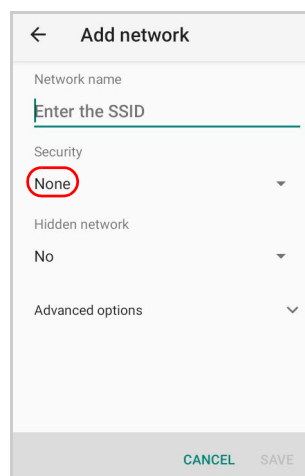 Add network
Network name
Enter the SSID
Security
None
Hidden network
No
Advanced options
CANCEL SAVE